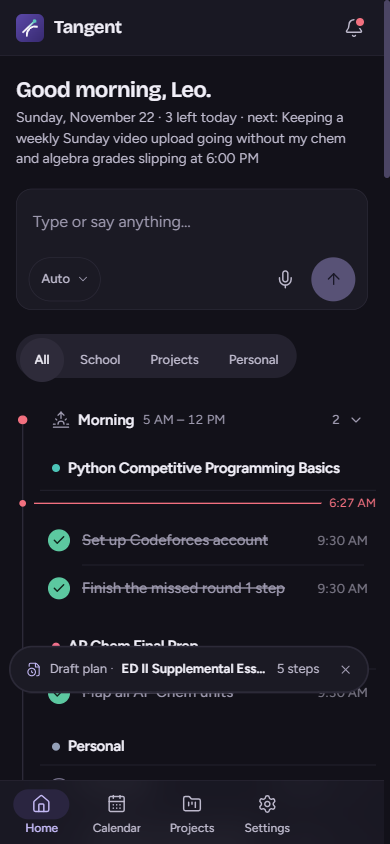 Tangent
Good morning, Leo.
Sunday, November 22 · 3 left today · next: Keeping a
weekly Sunday video upload going without my chem
and algebra grades slipping at 6:00 PM
Type or say anything...
Auto
All School Projects Personal
Morning 5 AM – 12 PM 2
Python Competitive Programming Basics
6:27 AM
Set up Codeforces account 9:30 AM
Finish the missed round 1 step 9:30 AM
AP Chem Final Prep
Draft plan · ED II Supplemental Ess... 5 steps
Map all AP Chem units 9:30 AM
Personal
Home Calendar Projects Settings